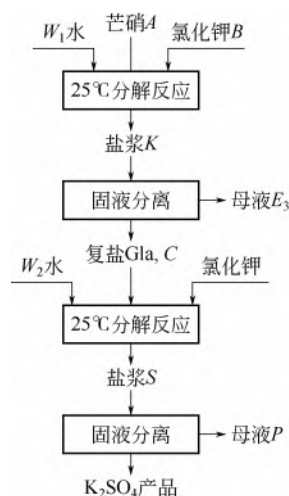 芒硝A
W₁水
氯化钾B
25℃分解反应
盐浆K
固液分离
母液E₃
复盐Gla, C
W₂水
氯化钾
25℃分解反应
盐浆S
固液分离
母液P
K₂SO₄产品